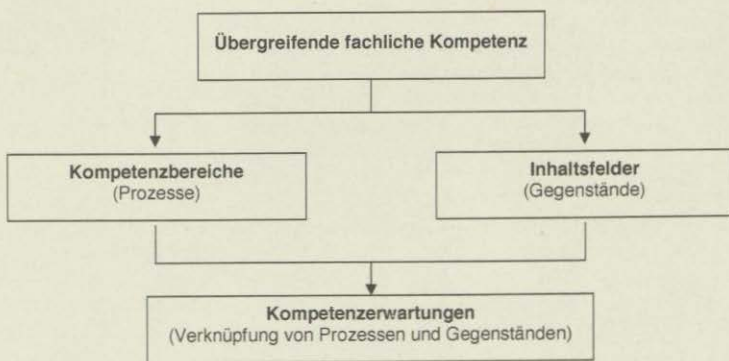 Übergreifende fachliche Kompetenz
Kompetenzbereiche
(Prozesse)
Inhaltsfelder
(Gegenstände)
Kompetenzerwartungen
(Verknüpfung von Prozessen und Gegenständen)